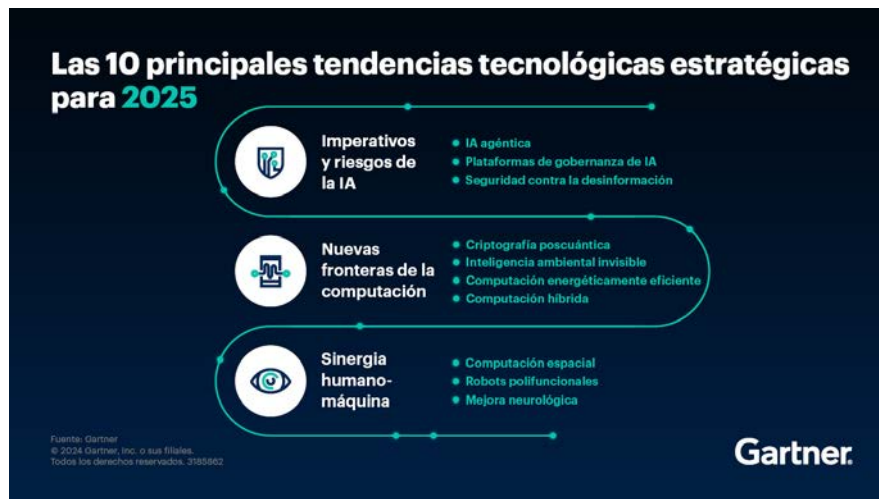 Las 10 principales tendencias tecnológicas estratégicas
para 2025
Imperativos
y riesgos de
la IA
IA agéntica
Plataformas de gobernanza de IA
Seguridad contra la desinformación
Nuevas
fronteras de la
computación
Criptografía poscuántica
Inteligencia ambiental invisible
Computación energéticamente eficiente
Computación híbrida
Sinergia
humano-
máquina
Computación espacial
Robots polifuncionales
Mejora neurológica
Fuente: Gartner
© 2024 Gartner, Inc. o sus filiales.
Todos los derechos reservados. 3185662
Gartner.